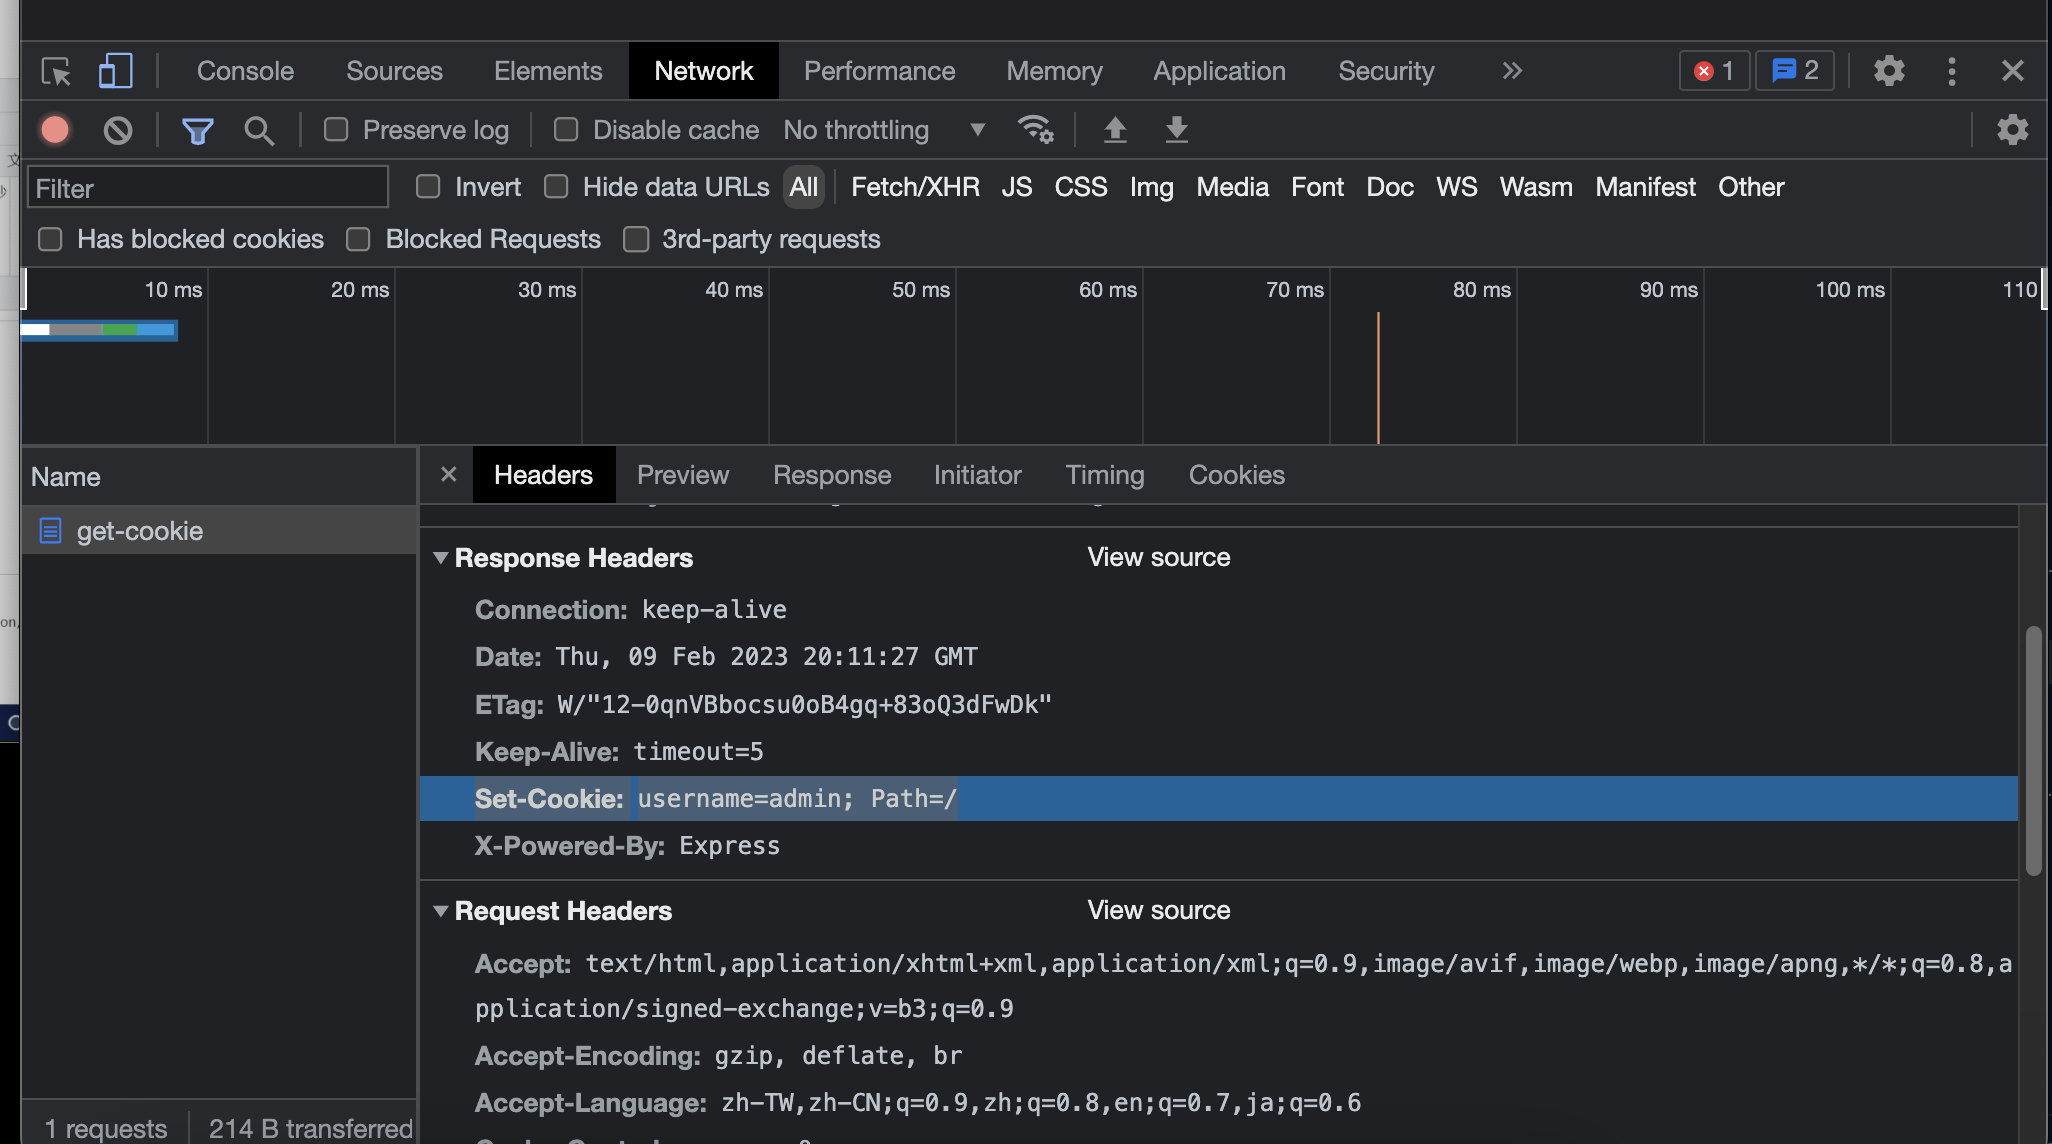 Console Sources Elements Network Performance Memory Application Security » 1 2
Preserve log Disable cache No throttling
Filter Invert Hide data URLs All Fetch/XHR JS CSS Img Media Font Doc WS Wasm Manifest Other
Has blocked cookies Blocked Requests 3rd-party requests
10 ms 20 ms 30 ms 40 ms 50 ms 60 ms 70 ms 80 ms 90 ms 100 ms 110
Name
× Headers Preview Response Initiator Timing Cookies
get-cookie
Response Headers View source
Connection: keep-alive
Date: Thu, 09 Feb 2023 20:11:27 GMT
ETag: W/"12-0qnVBbocsu0oB4gq+83oQ3dFwDk"
Keep-Alive: timeout=5
Set-Cookie: username=admin; Path=/
X-Powered-By: Express
Request Headers View source
Accept: text/html,application/xhtml+xml,application/xml;q=0.9,image/avif,image/webp,image/apng,*/*;q=0.8,a
pplication/signed-exchange;v=b3;q=0.9
Accept-Encoding: gzip, deflate, br
Accept-Language: zh-TW,zh-CN;q=0.9,zh;q=0.8,en;q=0.7,ja;q=0.6
1 requests 214 B transferred